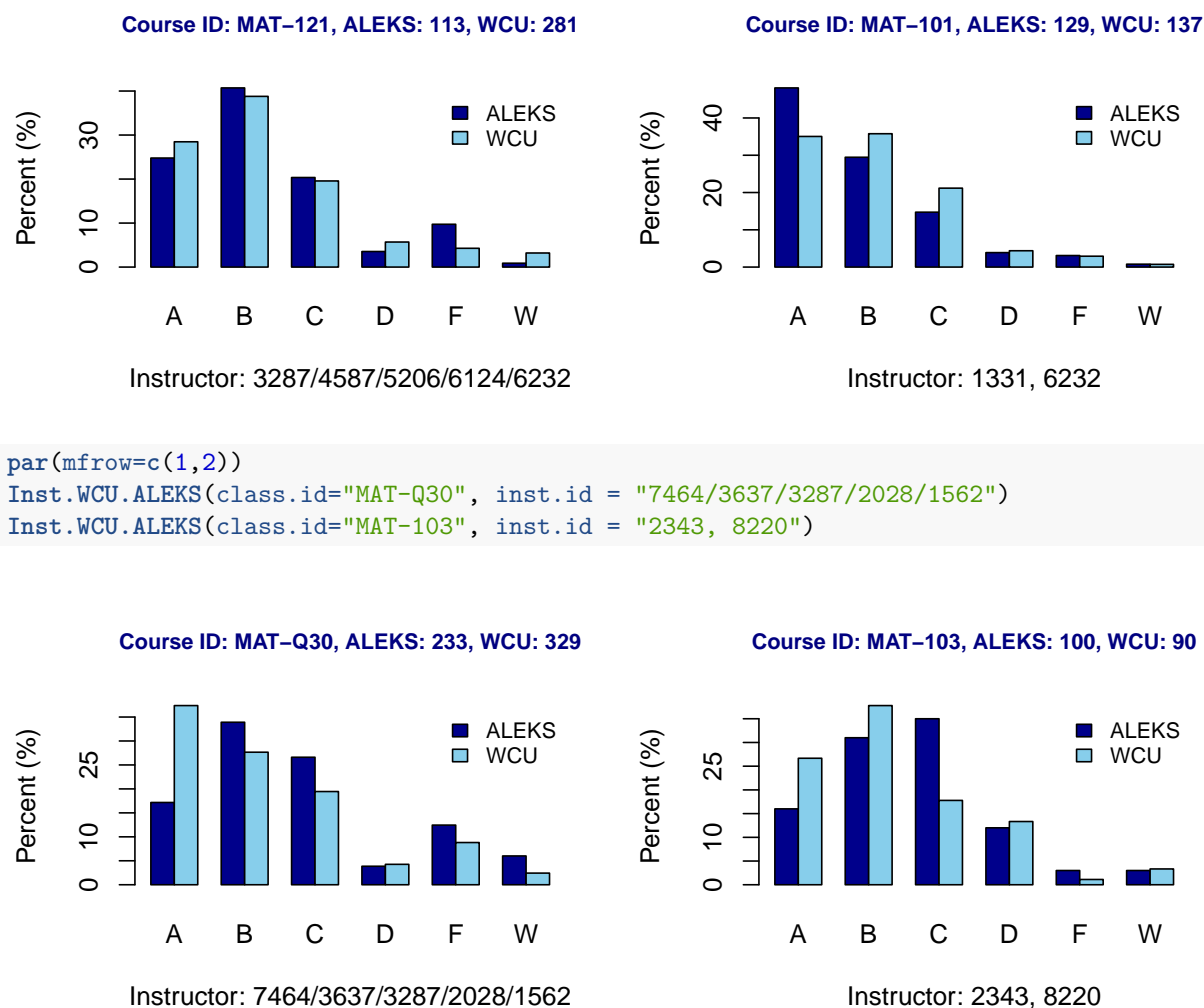 Course ID: MAT−121, ALEKS: 113, WCU: 281
Percent (%)
0 10 30
ALEKS
WCU
A B C D F W
Instructor: 3287/4587/5206/6124/6232
Course ID: MAT−101, ALEKS: 129, WCU: 137
Percent (%)
0 20 40
ALEKS
WCU
A B C D F W
Instructor: 1331, 6232
par(mfrow=c(1,2))
Inst.WCU.ALEKS(class.id="MAT-Q30", inst.id = "7464/3637/3287/2028/1562")
Inst.WCU.ALEKS(class.id="MAT-103", inst.id = "2343, 8220")
Course ID: MAT−Q30, ALEKS: 233, WCU: 329
Percent (%)
0 10 25
ALEKS
WCU
A B C D F W
Instructor: 7464/3637/3287/2028/1562
Course ID: MAT−103, ALEKS: 100, WCU: 90
Percent (%)
0 10 25
ALEKS
WCU
A B C D F W
Instructor: 2343, 8220